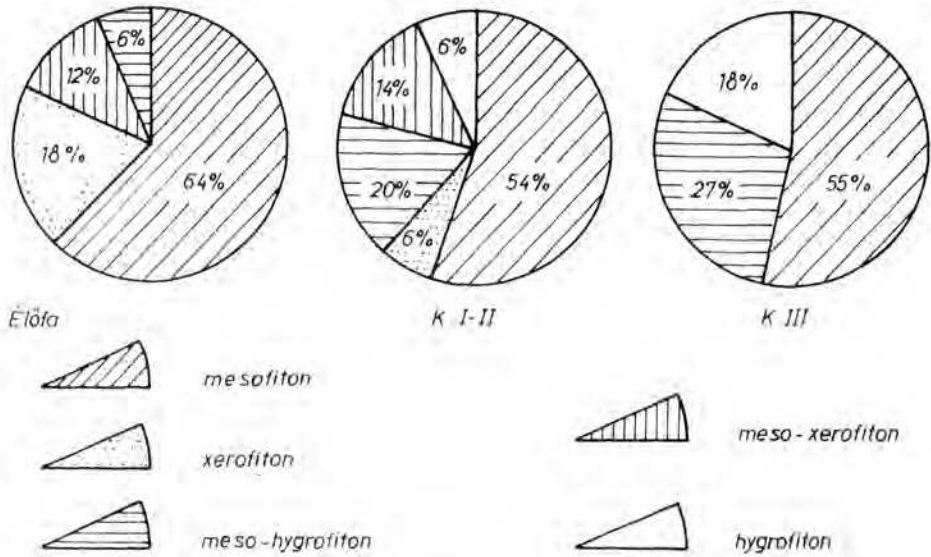 6% 6%
12% 14% 18%
18% 64% 20% 54% 27% 55%
6%
Élőfa K I-II K III
mesofiton
meso-xerofiton
xerofiton
meso-hygrofiton hygrofiton